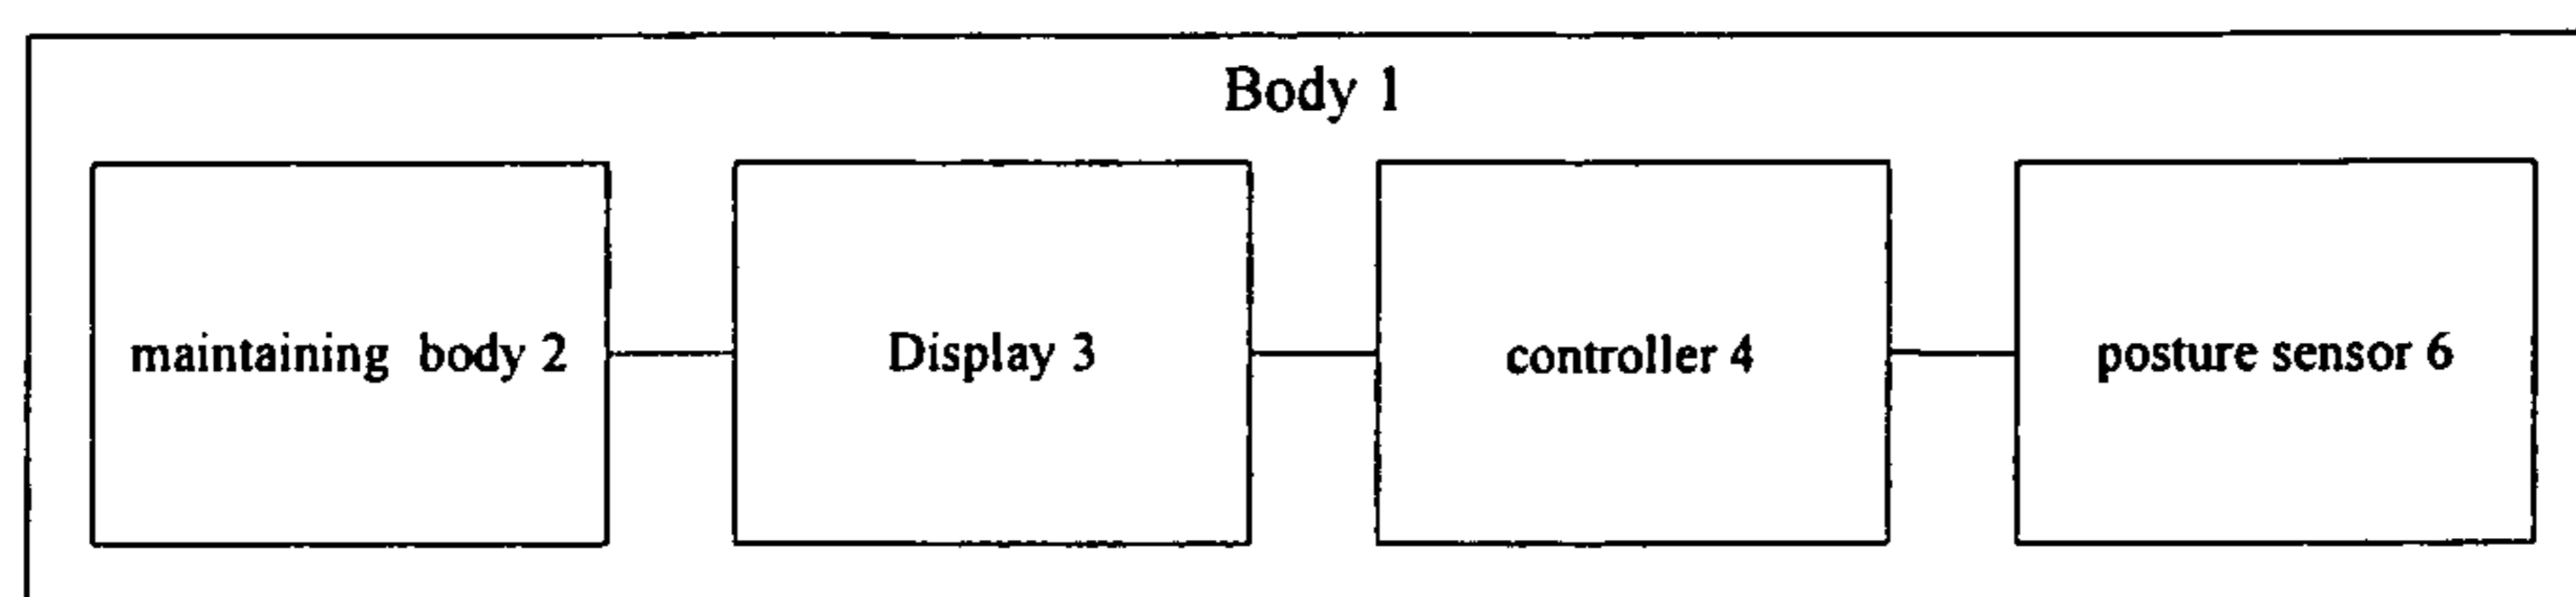 Body 1
maintaining body 2
Display 3
controller 4
posture sensor 6